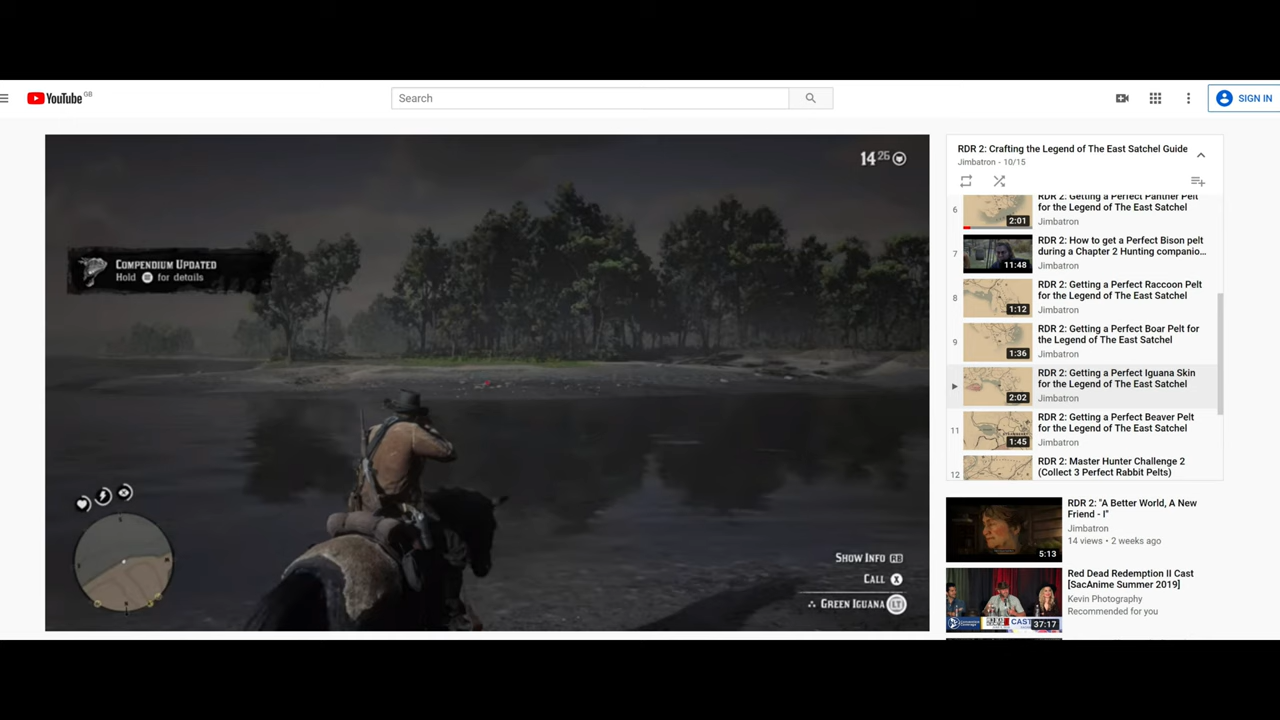 YouTube GB
Search
SIGN IN
14 25
COMPENDIUM UPDATED
Hold for details
SHOW INFO RB
CALL X
GREEN IGUANA LT
RDR 2: Crafting the Legend of The East Satchel Guide
Jimbatron - 10/15
6
2:01
RDR 2: Getting a Perfect Panther Pelt
for the Legend of The East Satchel
Jimbatron
7
11:48
RDR 2: How to get a Perfect Bison pelt
during a Chapter 2 Hunting companio...
Jimbatron
8
1:12
RDR 2: Getting a Perfect Raccoon Pelt
for the Legend of The East Satchel
Jimbatron
9
1:36
RDR 2: Getting a Perfect Boar Pelt for
the Legend of The East Satchel
Jimbatron
2:02
RDR 2: Getting a Perfect Iguana Skin
for the Legend of The East Satchel
Jimbatron
11
1:45
RDR 2: Getting a Perfect Beaver Pelt
for the Legend of The East Satchel
Jimbatron
12
RDR 2: Master Hunter Challenge 2
(Collect 3 Perfect Rabbit Pelts)
5:13
RDR 2: "A Better World, A New
Friend - I"
Jimbatron
14 views • 2 weeks ago
37:17
Red Dead Redemption II Cast
[SacAnime Summer 2019]
Kevin Photography
Recommended for you